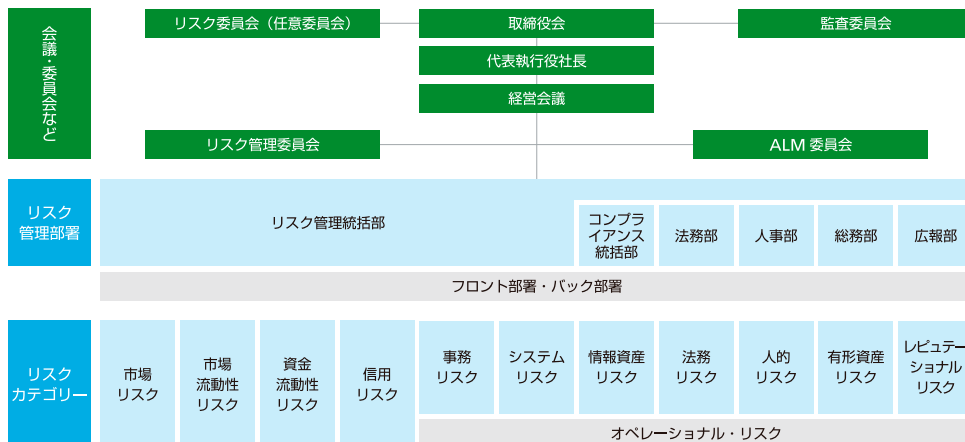 会議・委員会など
リスク委員会（任意委員会）
取締役会
監査委員会
代表執行役社長
経営会議
リスク管理委員会
ALM 委員会
リスク
管理部署
リスク管理統括部
コンプラ
イアンス
統括部
法務部
人事部
総務部
広報部
フロント部署・バック部署
リスク
カテゴリー
市場
リスク
市場
流動性
リスク
資金
流動性
リスク
信用
リスク
事務
リスク
システム
リスク
情報資産
リスク
法務
リスク
人的
リスク
有形資産
リスク
レピュテー
ショナル
リスク
オペレーショナル・リスク